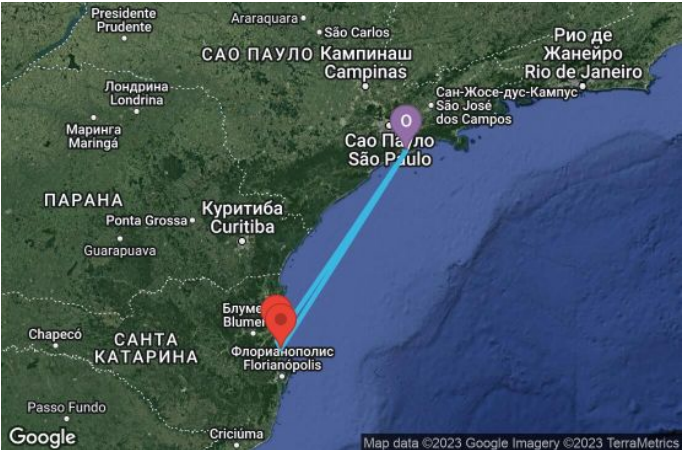 Presidente
Prudente
Araraquara
São Carlos
САО ПАУЛО
Кампинаш
Campinas
Рио де
Жанейро
Rio de Janeiro
Лондрина
Londrina
Сан-Жосе-дус-Кампус
São José
dos Campos
O
Маринга
Maringá
Сао Пауло
São Paulo
ПАРАНА
Ponta Grossa
Куритиба
Curitiba
Guarapuava
Chapecó
САНТА
КАТАРИНА
Флорианополис
Florianópolis
Passo Fundo
Criciúma
Google
Map data ©2023 Google Imagery ©2023 TerraMetrics